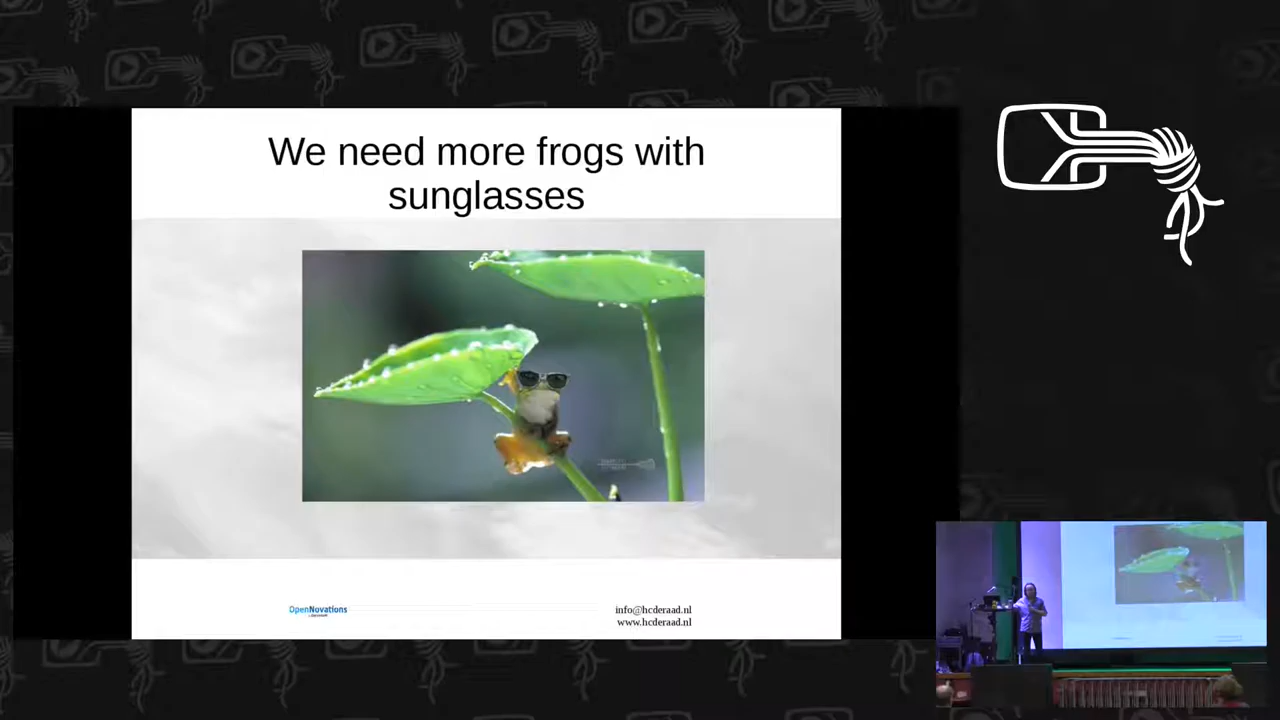 We need more frogs with
sunglasses
OpenNovations
info@hcderaad.nl
www.hcderaad.nl